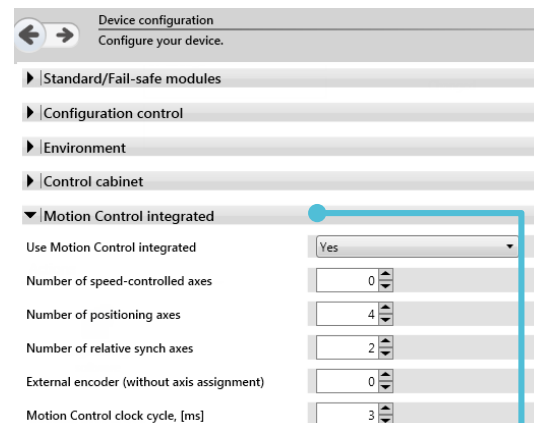 Device configuration
Configure your device.
Standard/Fail-safe modules
Configuration control
Environment
Control cabinet
Motion Control integrated
Use Motion Control integrated Yes
Number of speed-controlled axes 0
Number of positioning axes 4
Number of relative synch axes 2
External encoder (without axis assignment) 0
Motion Control clock cycle, [ms] 3